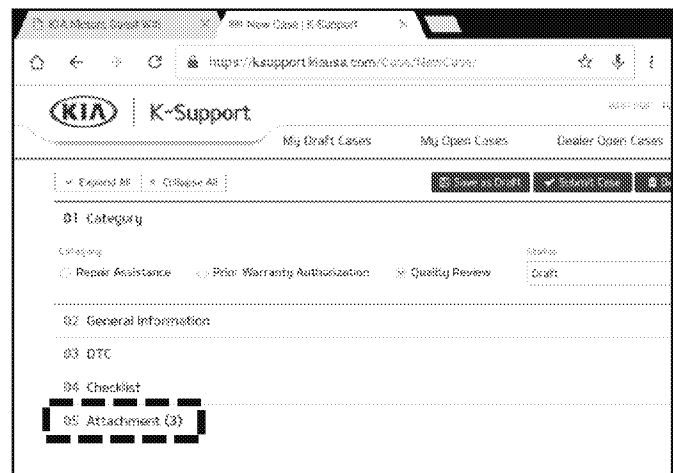 KIA Motors Guest Wifi
New Case | K-Support
https://ksupport.kiausa.com/Case/NewCase/
KIA K-Support
My Draft Cases My Open Cases Dealer Open Cases
Expand All Collapse All Save as Draft Submit Case
01 Category
Category Status
Repair Assistance Prior Warranty Authorization Quality Review Draft
02 General Information
03 DTC
04 Checklist
05 Attachment (3)